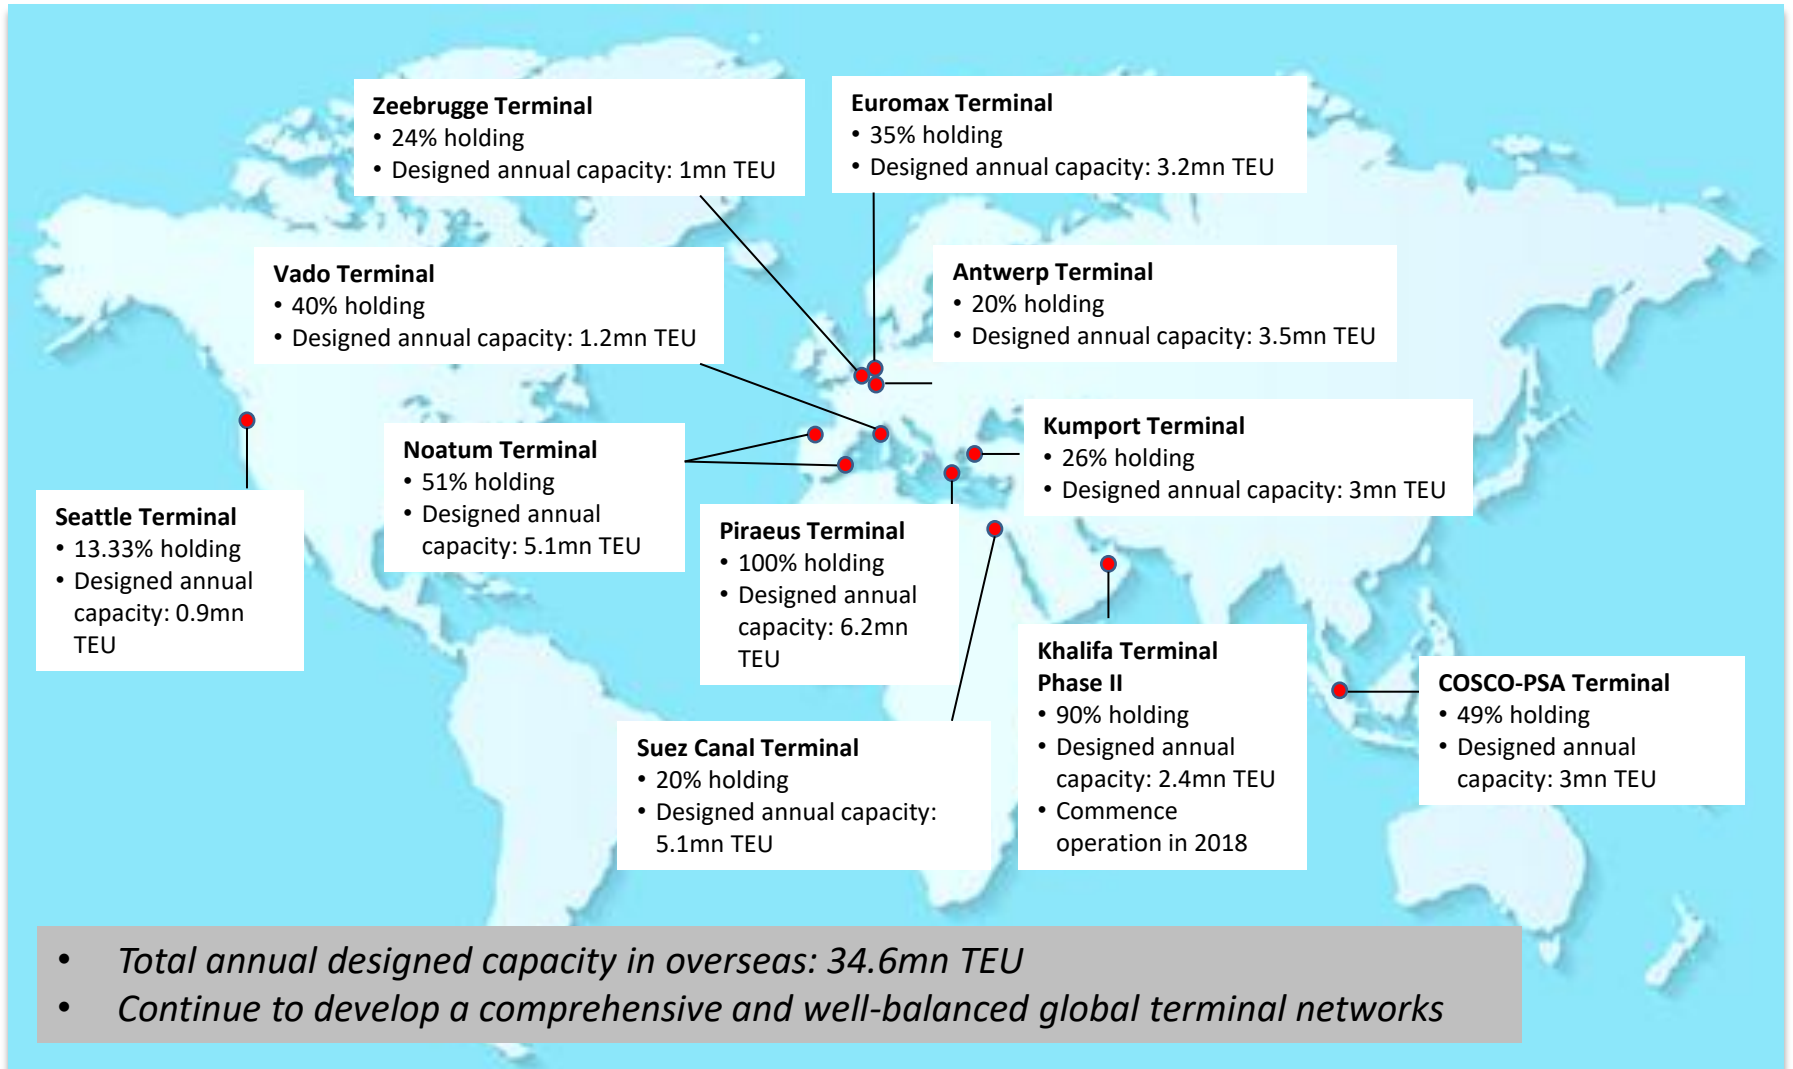 Zeebrugge Terminal
• 24% holding
• Designed annual capacity: 1mn TEU
Euromax Terminal
• 35% holding
• Designed annual capacity: 3.2mn TEU
Vado Terminal
• 40% holding
• Designed annual capacity: 1.2mn TEU
Antwerp Terminal
• 20% holding
• Designed annual capacity: 3.5mn TEU
Noatum Terminal
• 51% holding
• Designed annual
capacity: 5.1mn TEU
Kumport Terminal
• 26% holding
• Designed annual capacity: 3mn TEU
Seattle Terminal
• 13.33% holding
• Designed annual
capacity: 0.9mn
TEU
Piraeus Terminal
• 100% holding
• Designed annual
capacity: 6.2mn
TEU
Suez Canal Terminal
• 20% holding
• Designed annual capacity:
5.1mn TEU
Khalifa Terminal
Phase II
• 90% holding
• Designed annual
capacity: 2.4mn TEU
• Commence
operation in 2018
COSCO-PSA Terminal
• 49% holding
• Designed annual
capacity: 3mn TEU
• Total annual designed capacity in overseas: 34.6mn TEU
• Continue to develop a comprehensive and well-balanced global terminal networks